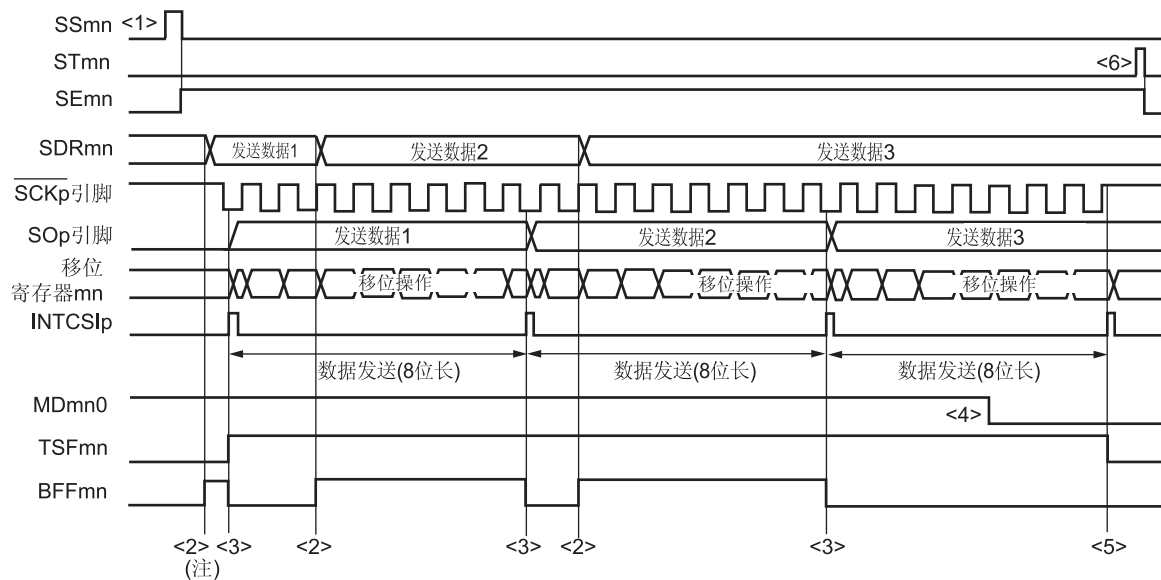 SSmn <1>
STmn <6>
SEmn
SDRmn 发送数据1 发送数据2 发送数据3
SCKp引脚
SOp引脚 发送数据1 发送数据2 发送数据3
移位
寄存器mn 移位操作 移位操作 移位操作
INTCSIp
数据发送(8位长) 数据发送(8位长) 数据发送(8位长)
MDmn0 <4>
TSFmn
BFFmn
<2> <3> <2> <3> <2> <3> <5>
(注)